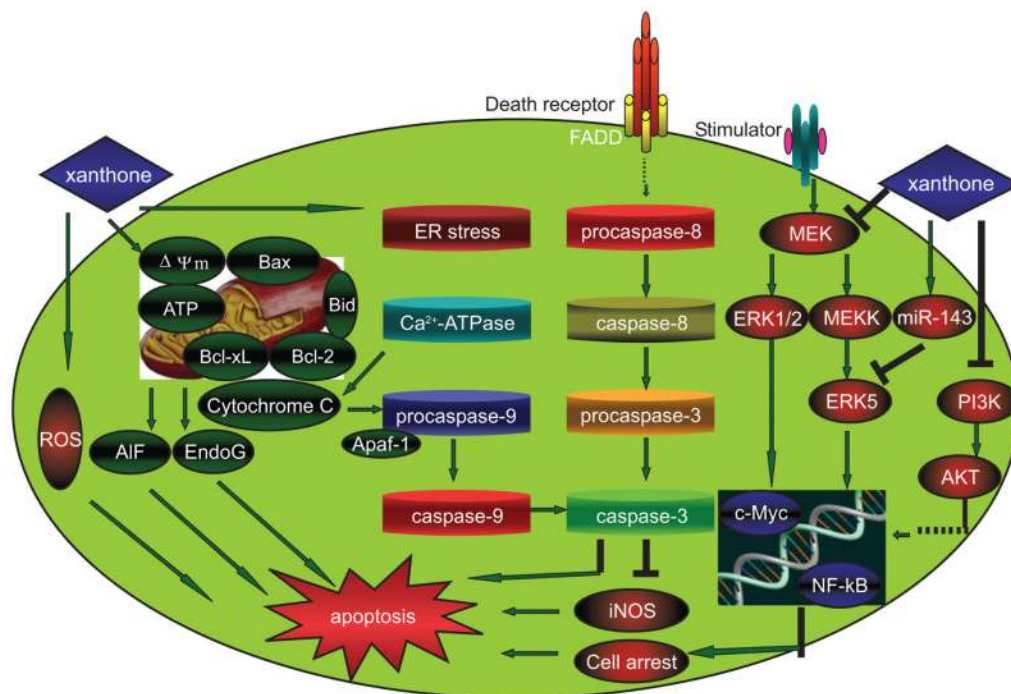 Death receptor
FADD
Stimulator
xanthone
xanthone
ER stress
procaspase-8
MEK
Δ Ψm
Bax
ATP
Bid
Ca²⁺-ATPase
caspase-8
ERK1/2
MEKK
miR-143
Bcl-xL
Bcl-2
Cytochrome C
procaspase-9
procaspase-3
ERK5
PI3K
ROS
AIF
EndoG
Apaf-1
AKT
caspase-9
caspase-3
c-Myc
NF-kB
apoptosis
iNOS
Cell arrest